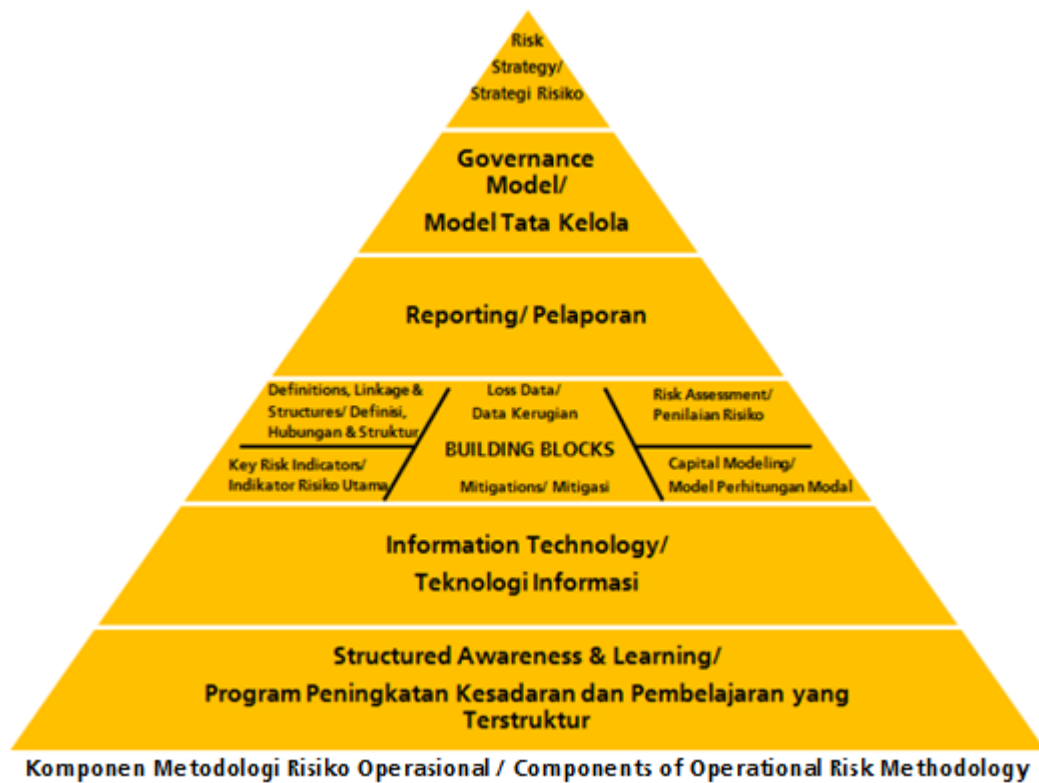 Risk
Strategy/
Strategi Risiko
Governance
Model/
Model Tata Kelola
Reporting/ Pelaporan
Definitions, Linkage &
Structures/ Definisi,
Hubungan & Struktur
Key Risk Indicators/
Indikator Risiko Utama
Loss Data/
Data Kerugian
BUILDING BLOCKS
Mitigations/ Mitigasi
Risk Assessment/
Penilaian Risiko
Capital Modeling/
Model Perhitungan Modal
Information Technology/
Teknologi Informasi
Structured Awareness & Learning/
Program Peningkatan Kesadaran dan Pembelajaran yang
Terstruktur
Komponen Metodologi Risiko Operasional / Components of Operational Risk Methodology